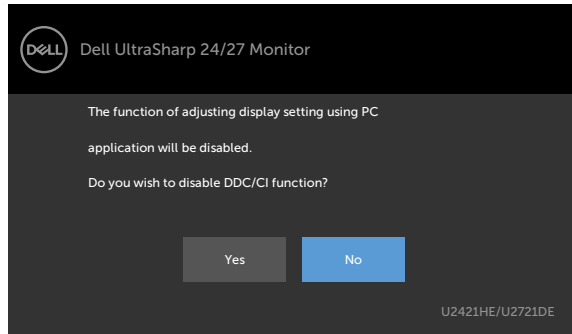 DELL
Dell UltraSharp 24/27 Monitor
The function of adjusting display setting using PC
application will be disabled.
Do you wish to disable DDC/CI function?
Yes
No
U2421HE/U2721DE